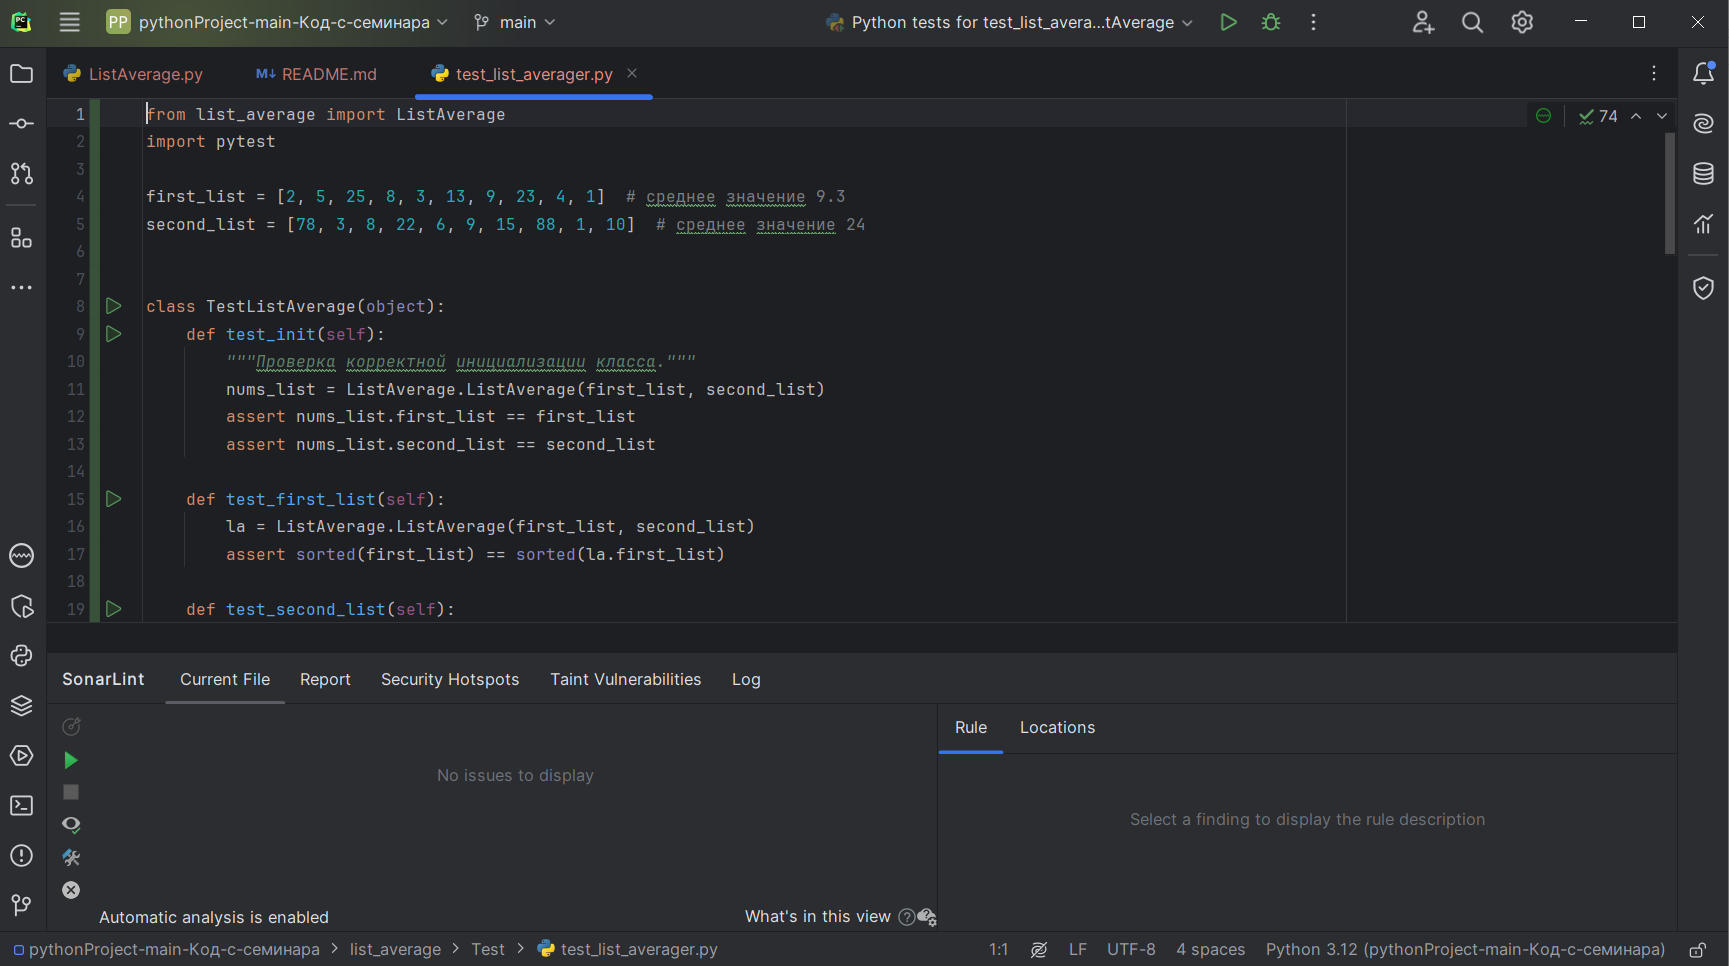 PP pythonProject-main-Код-с-семинара main Python tests for test_list_avera...tAverage
ListAverage.py M↓ README.md test_list_averager.py
1 from list_average import ListAverage 74
2 import pytest
3
4 first_list = [2, 5, 25, 8, 3, 13, 9, 23, 4, 1]  # среднее значение 9.3
5 second_list = [78, 3, 8, 22, 6, 9, 15, 88, 1, 10]  # среднее значение 24
6
7
8 class TestListAverage(object):
9 def test_init(self):
10 """Проверка корректной инициализации класса."""
11 nums_list = ListAverage.ListAverage(first_list, second_list)
12 assert nums_list.first_list == first_list
13 assert nums_list.second_list == second_list
14
15 def test_first_list(self):
16 la = ListAverage.ListAverage(first_list, second_list)
17 assert sorted(first_list) == sorted(la.first_list)
18
19 def test_second_list(self):
SonarLint Current File Report Security Hotspots Taint Vulnerabilities Log
Rule Locations
No issues to display
Select a finding to display the rule description
Automatic analysis is enabled What's in this view
pythonProject-main-Код-с-семинара > list_average > Test > test_list_averager.py 1:1 LF UTF-8 4 spaces Python 3.12 (pythonProject-main-Код-с-семинара)